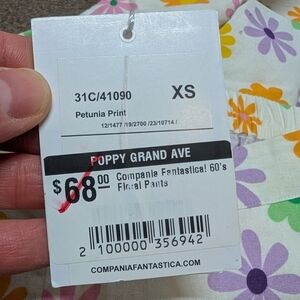 31C/41090 XS
Petunia Print
12/1477 /19/2700 /23/10714 /
POPPY GRAND AVE
$68.00 Compania Fantastica! 60's
Floral Pants
2 100000 356942
COMPANIAFANTASTICA.COM